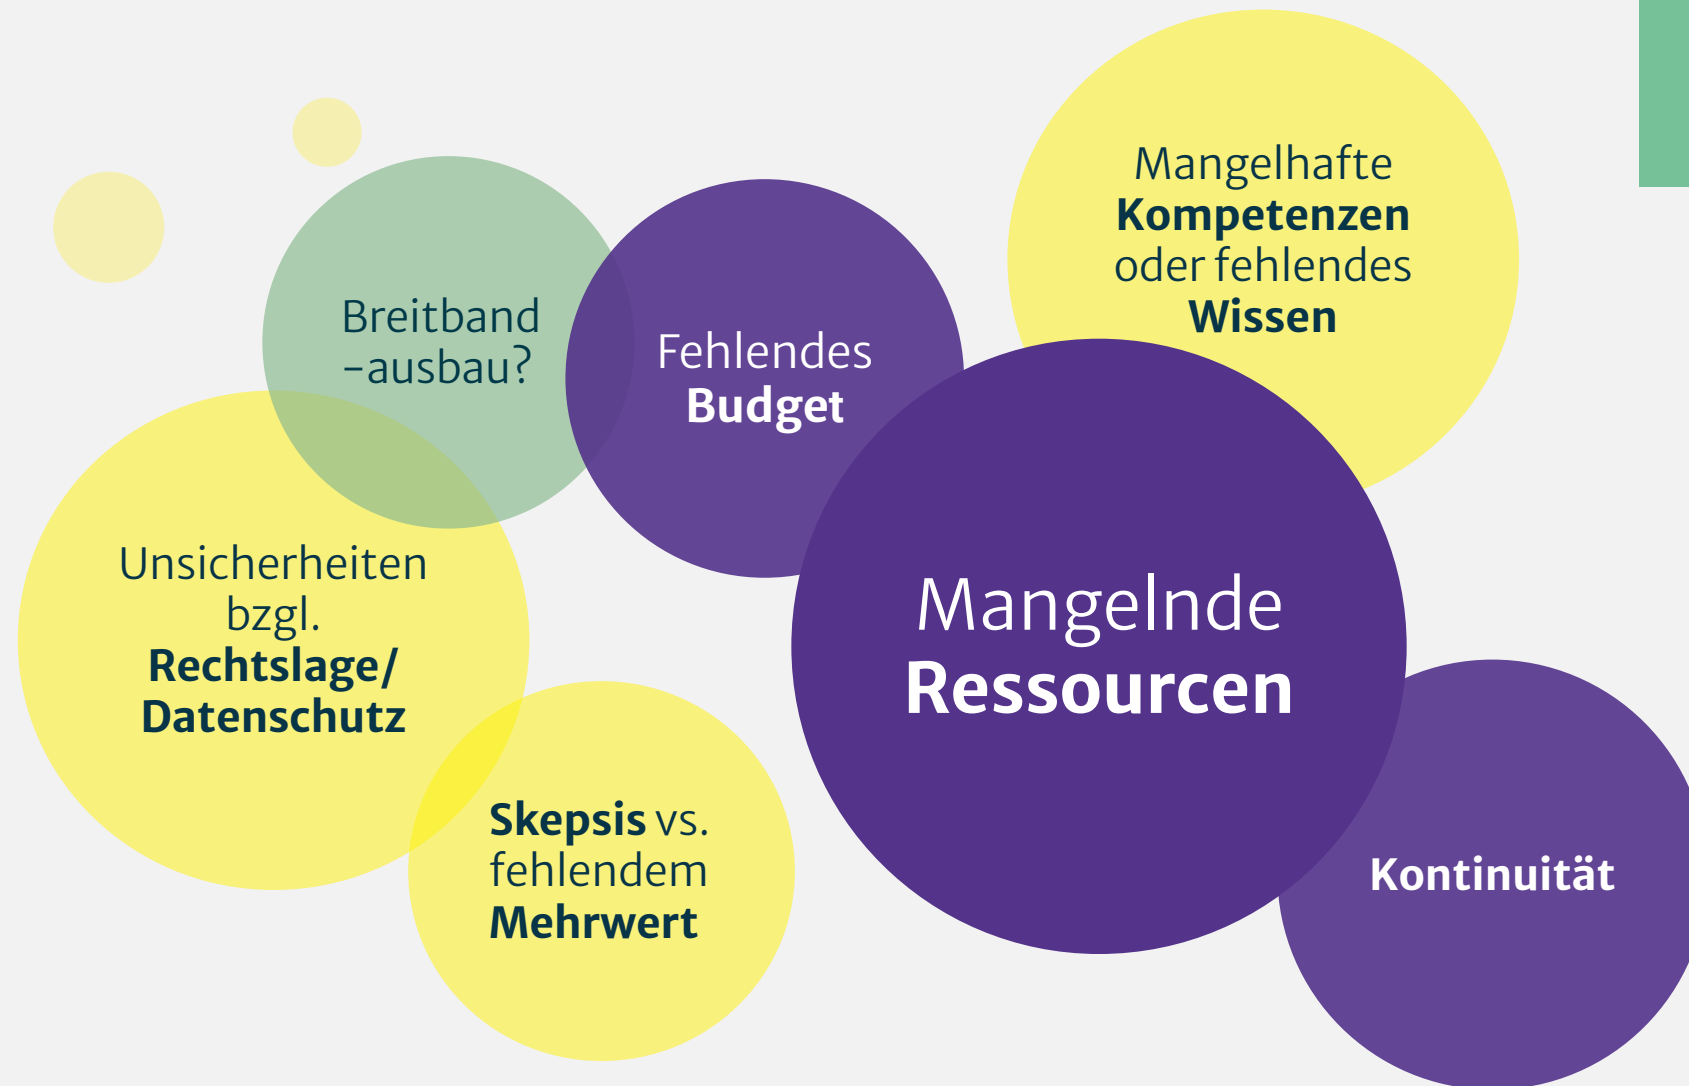 Mangelhafte
Kompetenzen
oder fehlendes
Wissen
Breitband
-ausbau?
Fehlendes
Budget
Unsicherheiten
bzgl.
Rechtslage/
Datenschutz
Mangelnde
Ressourcen
Skepsis vs.
fehlendem
Mehrwert
Kontinuität